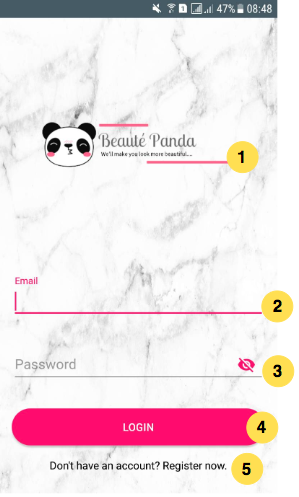 47% 08:48
Beauté Panda
We'll make you look more beautiful...
1
Email
2
Password
3
LOGIN
4
Don't have an account? Register now.
5